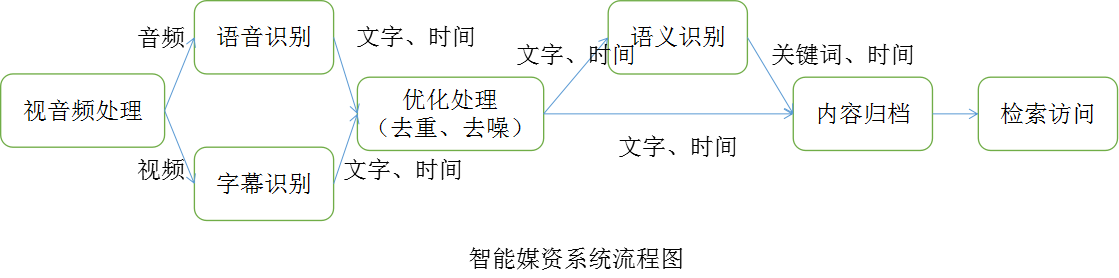 音频
语音识别
文字、时间
文字、时间
语义识别
关键词、时间
视音频处理
优化处理
（去重、去噪）
内容归档
检索访问
文字、时间
视频
字幕识别
文字、时间
智能媒资系统流程图